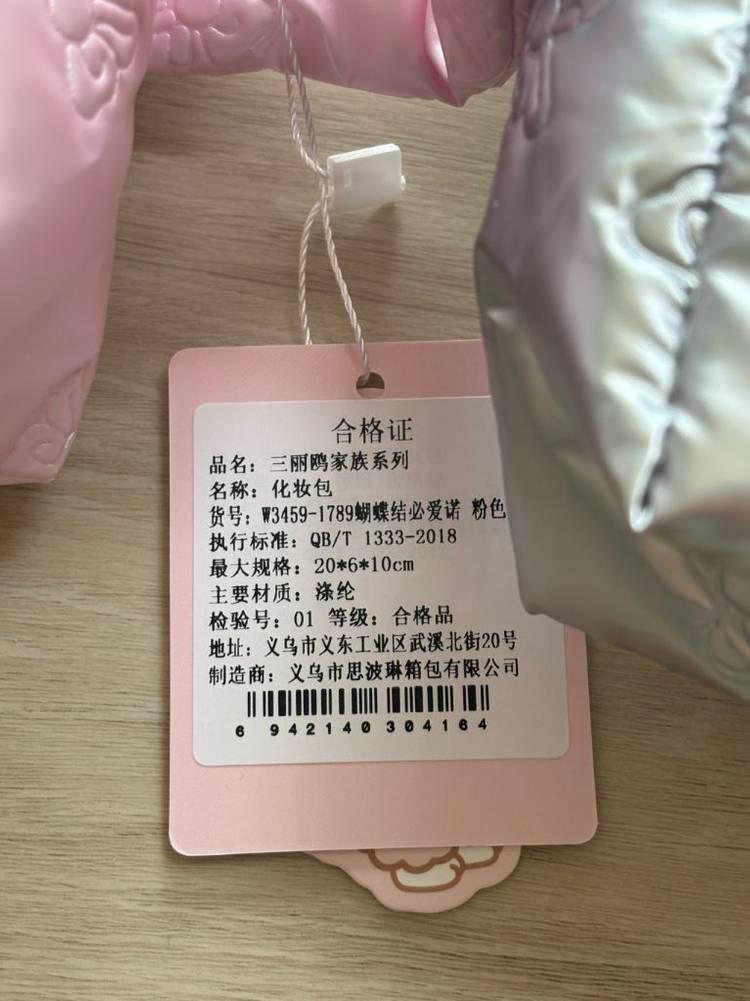 合格证
品名：三丽鸥家族系列
名称：化妆包
货号：W3459-1789蝴蝶结必爱诺 粉色
执行标准：QB/T 1333-2018
最大规格：20*6*10cm
主要材质：涤纶
检验号：01 等级：合格品
地址：义乌市义东工业区武溪北街20号
制造商：义乌市思波琳箱包有限公司
6 942140 304164